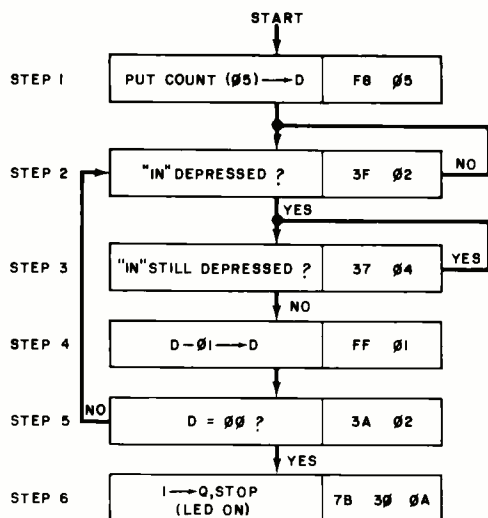 START
STEP 1 PUT COUNT (Ø5) → D F8 Ø5
STEP 2 "IN" DEPRESSED ? 3F Ø2 NO
YES
STEP 3 "IN" STILL DEPRESSED ? 37 Ø4 YES
NO
STEP 4 D - Ø1 → D FF Ø1
NO
STEP 5 D = ØØ ? 3A Ø2
YES
STEP 6 1 → Q, STOP 7B 3Ø ØA
(LED ON)